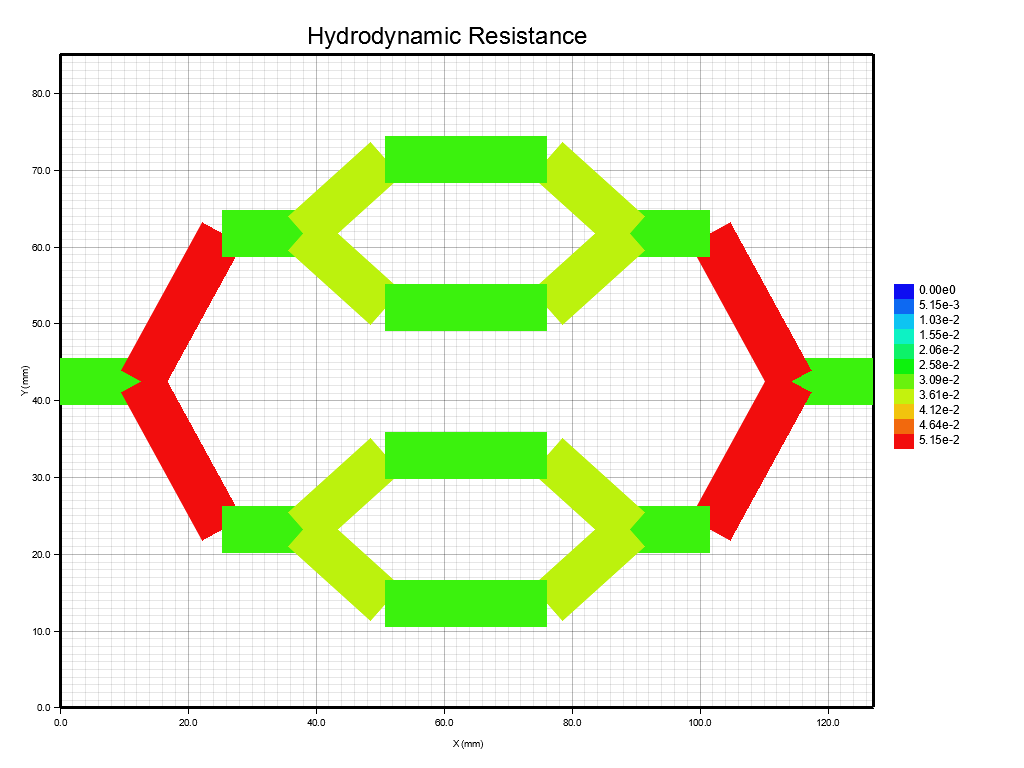 Hydrodynamic Resistance
80.0
70.0
60.0
50.0
40.0
30.0
20.0
10.0
0.0
Y (mm)
0.0 20.0 40.0 60.0 80.0 100.0 120.0
X (mm)
0.00e0
5.15e-3
1.03e-2
1.55e-2
2.06e-2
2.58e-2
3.09e-2
3.61e-2
4.12e-2
4.64e-2
5.15e-2